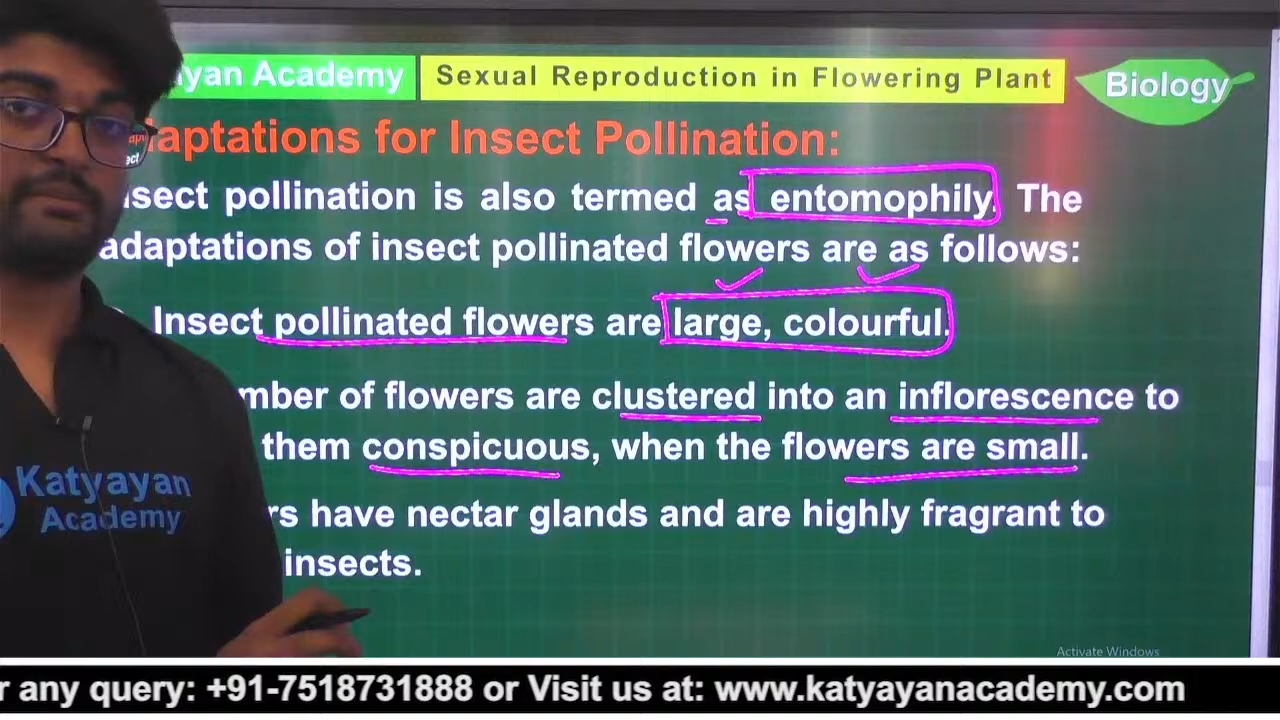 yan Academy
Sexual Reproduction in Flowering Plant
Biology
aptations for Insect Pollination:
sect pollination is also termed as entomophily. The
adaptations of insect pollinated flowers are as follows:
Insect pollinated flowers are large, colourful.
mber of flowers are clustered into an inflorescence to
them conspicuous, when the flowers are small.
rs have nectar glands and are highly fragrant to
insects.
Katyayan
Academy
Activate Windows
r any query: +91-7518731888 or Visit us at: www.katyayanacademy.com